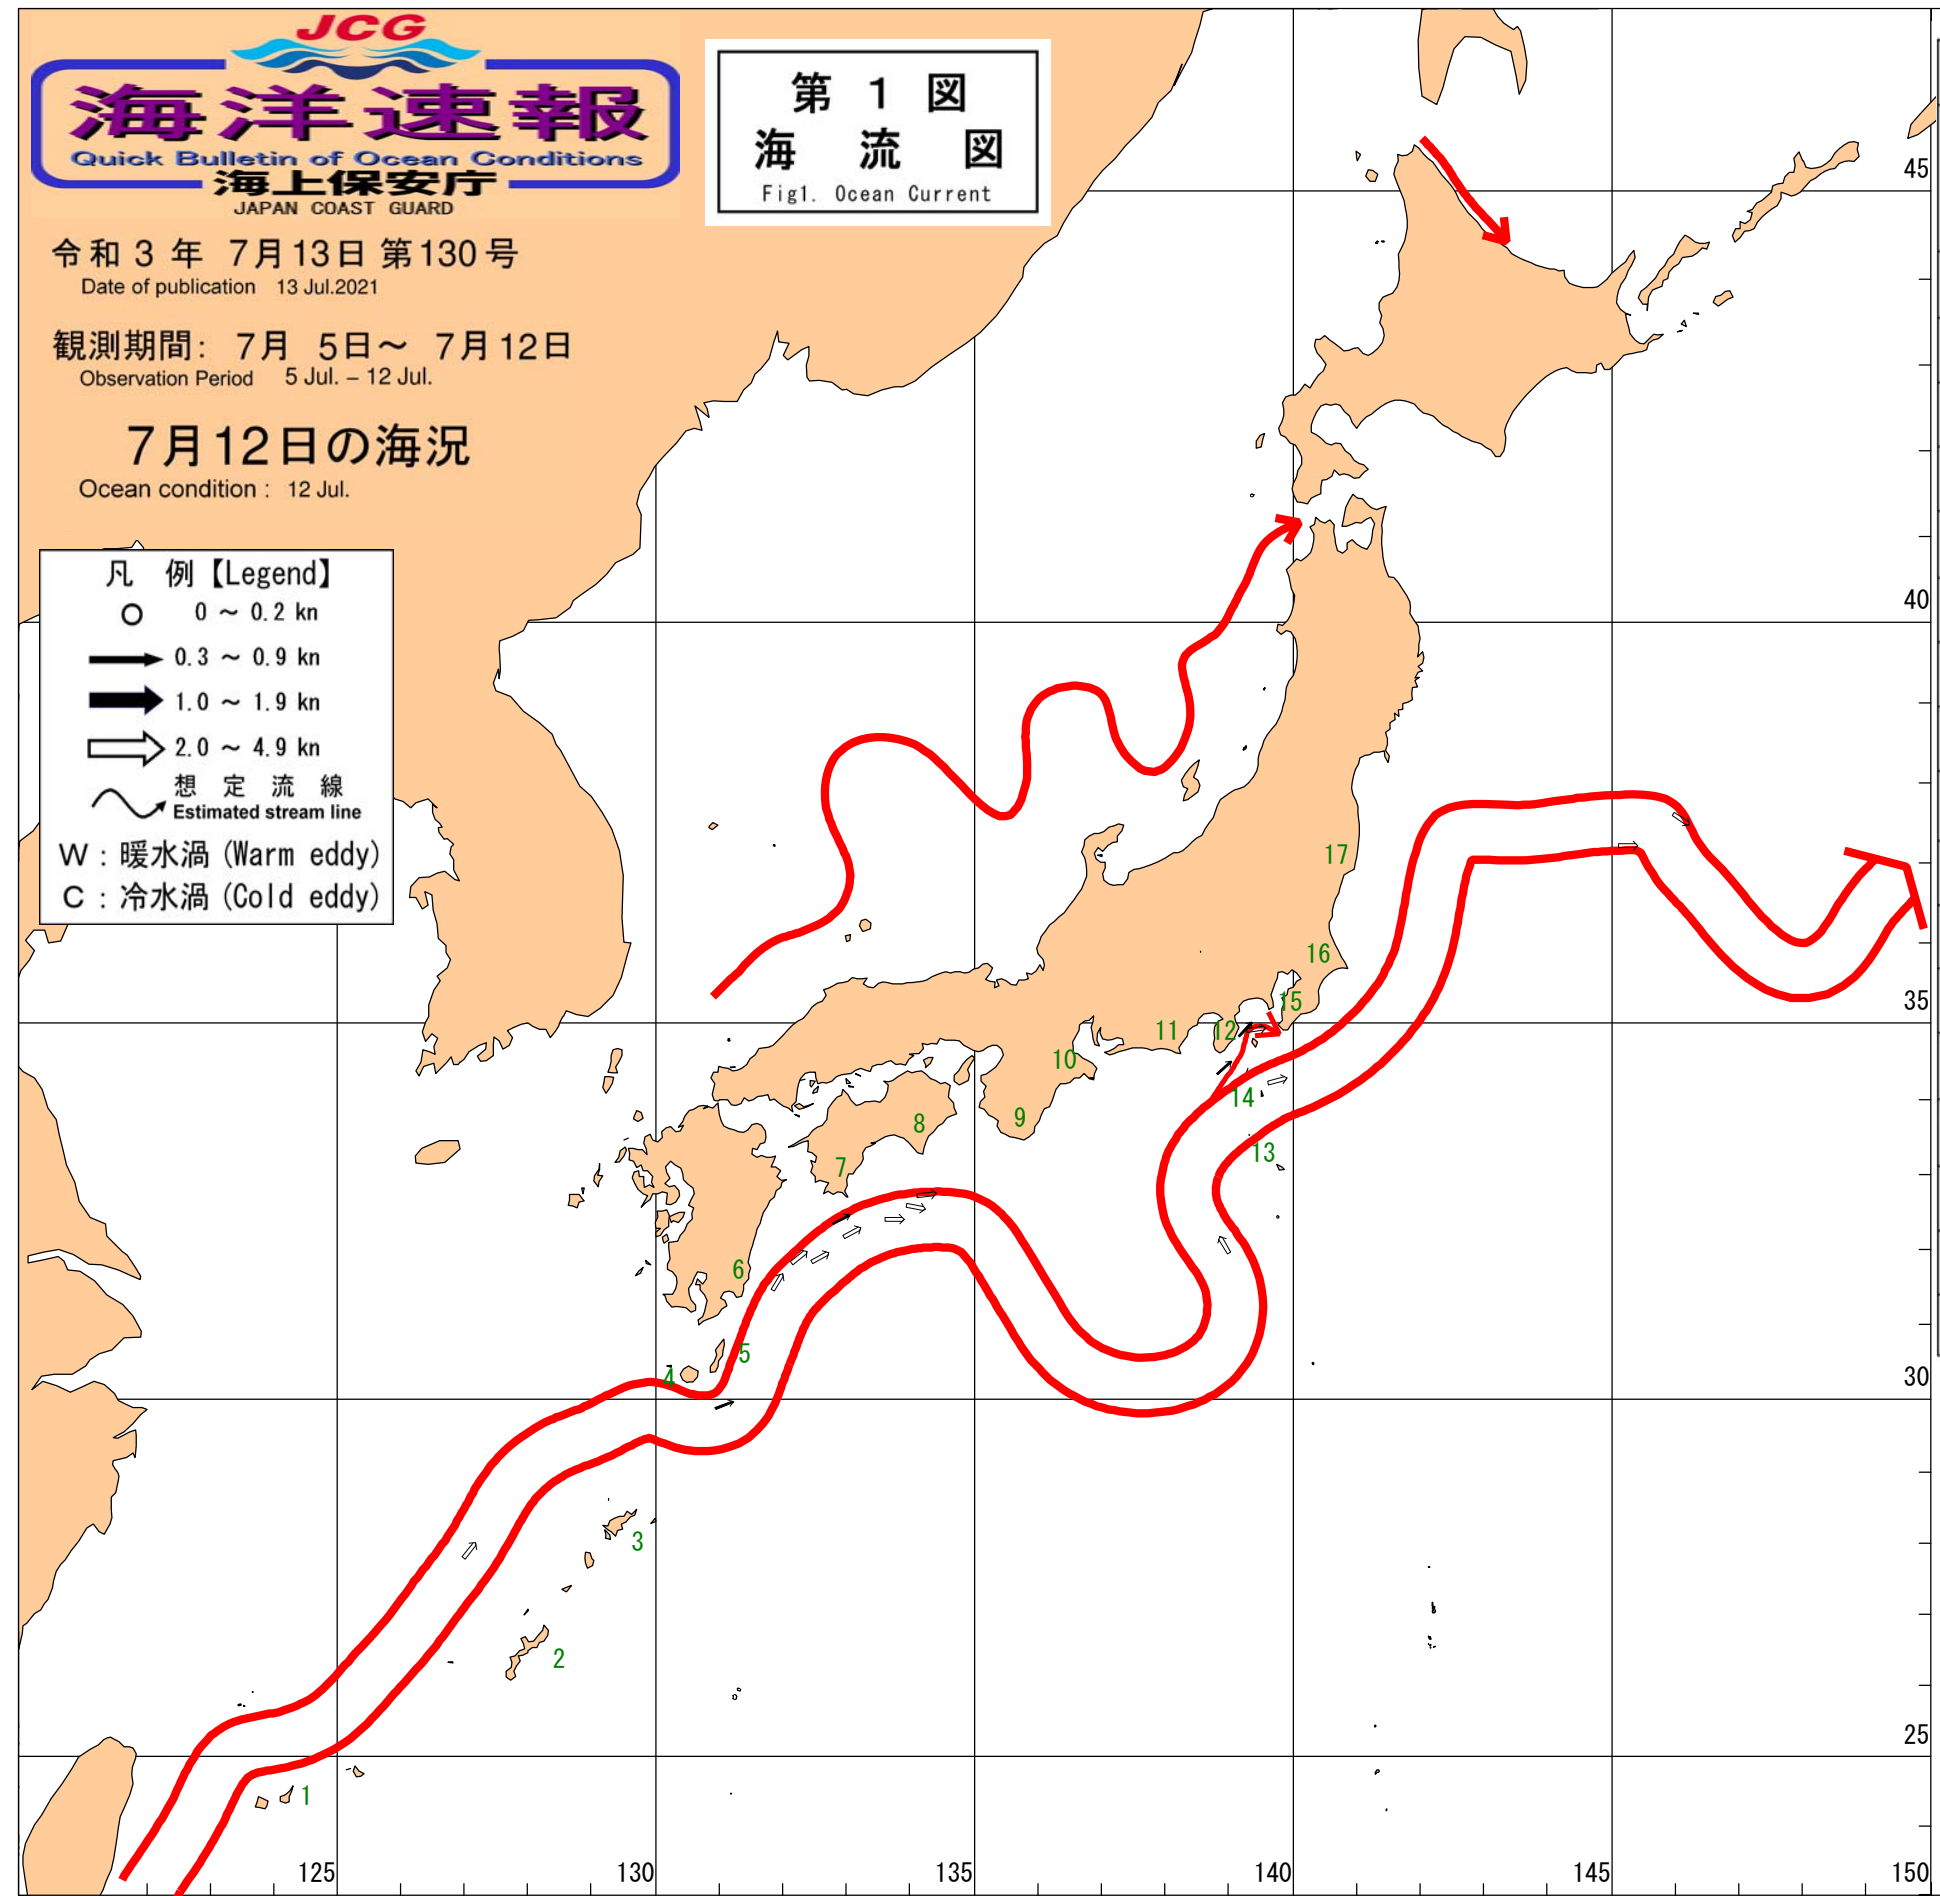 JCG
海洋速報
Quick Bulletin of Ocean Conditions
海上保安庁
JAPAN COAST GUARD
第 1 図
海 流 図
Fig1. Ocean Current
令和 3 年 7月13日 第130号
Date of publication 13 Jul.2021
観測期間: 7月 5日～ 7月12日
Observation Period 5 Jul. – 12 Jul.
7月12日の海況
Ocean condition : 12 Jul.
凡 例【Legend】
0 ～ 0.2 kn
0.3 ～ 0.9 kn
1.0 ～ 1.9 kn
2.0 ～ 4.9 kn
想 定 流 線
Estimated stream line
W : 暖水渦 (Warm eddy)
C : 冷水渦 (Cold eddy)
45
40
35
30
25
17
16
15
12
11
10
14
13
9
8
7
6
5
4
3
2
1
125
130
135
140
145
150